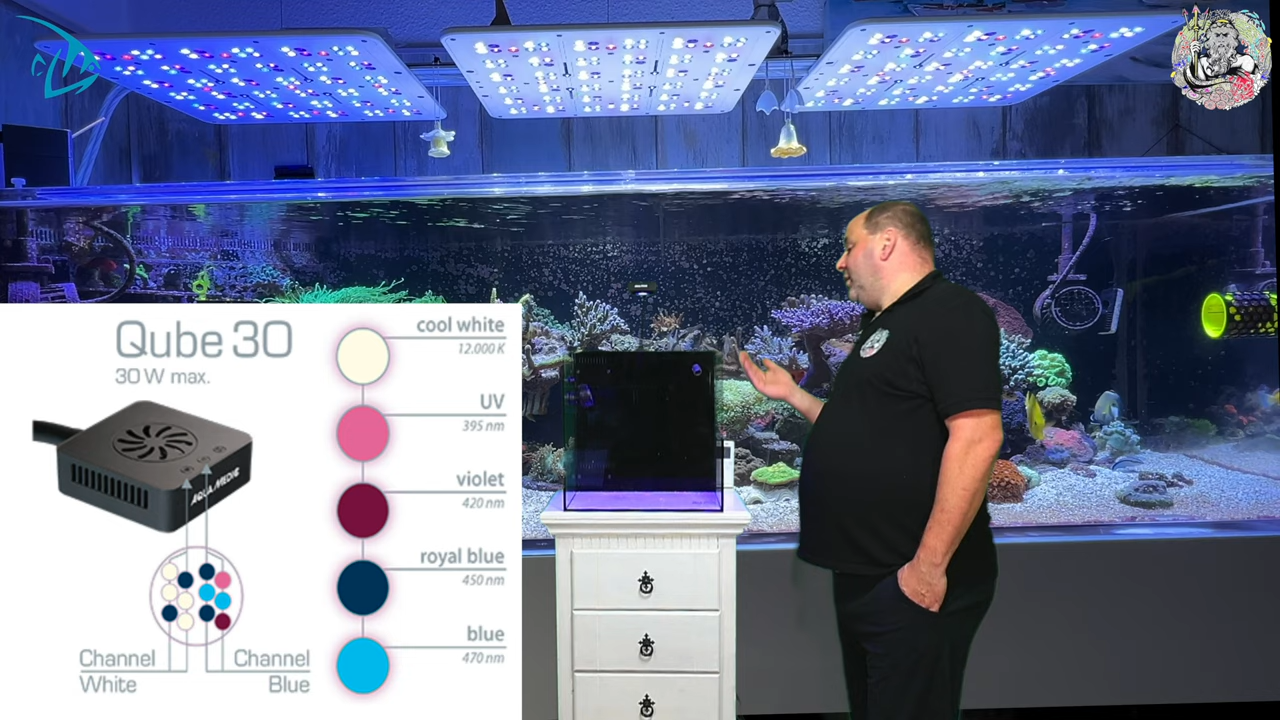 Qube 30
30 W max.
AQUA MEDIC
Channel
White
Channel
Blue
cool white
12.000 K
UV
395 nm
violet
420 nm
royal blue
450 nm
blue
470 nm